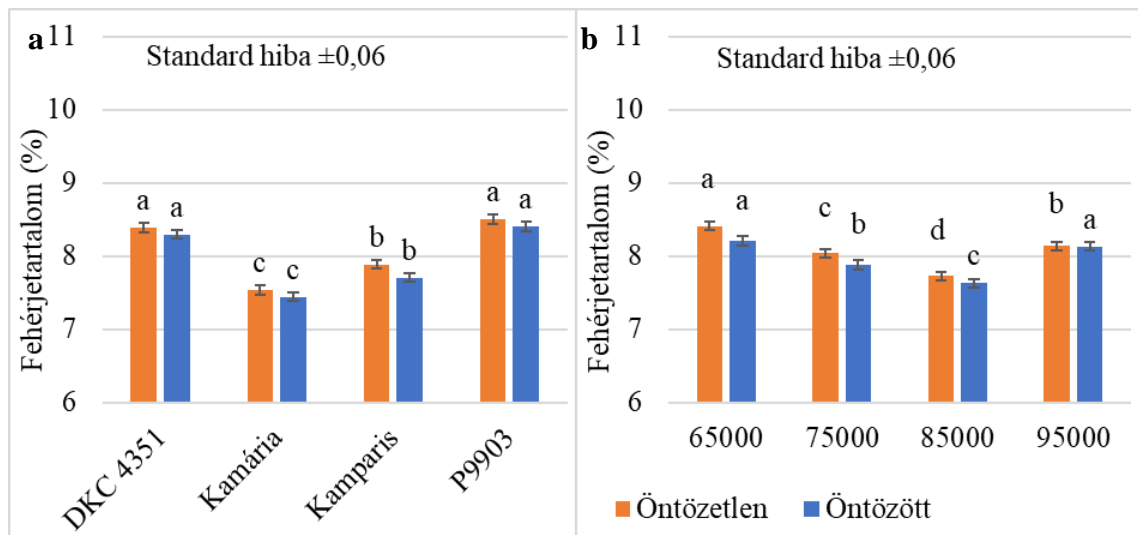 a
Standard hiba ±0,06
Fehérjetartalom (%)
11
10
9
8
7
6
a a
c c
b b
a a
DKC 4351
Kamária
Kamparis
P9903
b
Standard hiba ±0,06
Fehérjetartalom (%)
11
10
9
8
7
6
a a
c b
d c
b a
65000 75000 85000 95000
Öntözetlen Öntözött